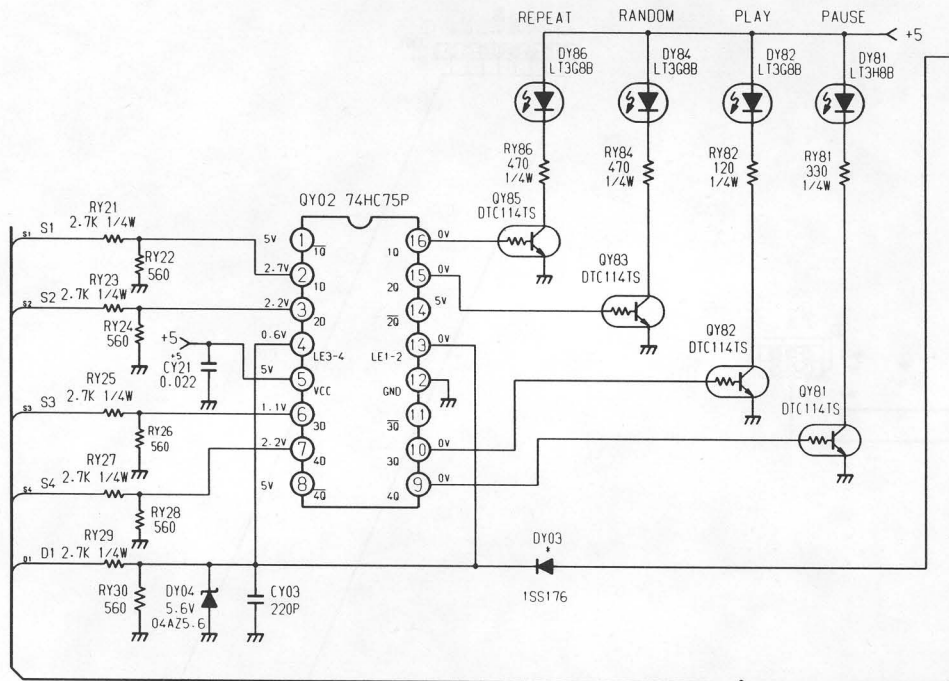 REPEAT RANDOM PLAY PAUSE
+5
DY86
LT3G8B
DY84
LT3G8B
DY82
LT3G8B
DY81
LT3H8B
RY86
470
1/4W
RY84
470
1/4W
RY82
120
1/4W
RY81
330
1/4W
QY02 74HC75P
QY85
DTC114TS
QY83
DTC114TS
QY82
DTC114TS
QY81
DTC114TS
S1 S1
RY21
2.7K 1/4W
RY22
560
5V 1 1Q
2.7V 2 1D
S2 S2
RY23
2.7K 1/4W
RY24
560
2.2V 3 2D
0.6V 4 LE3-4
+5
+5
CY21
0.022
5V 5 VCC
S3 S3
RY25
2.7K 1/4W
RY26
560
1.1V 6 3D
2.2V 7 4D
S4 S4
RY27
2.7K 1/4W
RY28
560
5V 8 4Q
16 0V 1Q
15 0V 2Q
14 5V 2Q
13 0V LE1-2
12 GND
11 3Q
10 0V 3Q
9 0V 4Q
D1 D1
RY29
2.7K 1/4W
RY30
560
DY04
5.6V
04AZ5.6
CY03
220P
DY03
*
1SS176